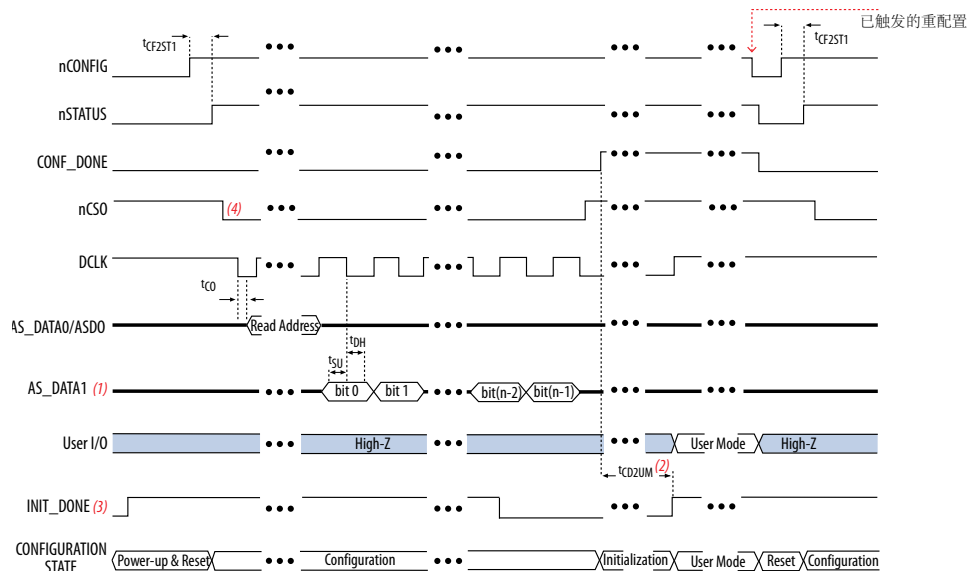 已触发的重配置
tCF2ST1
tCF2ST1
nCONFIG
nSTATUS
CONF_DONE
nCSO (4)
DCLK
tCO
AS_DATA0/ASDO Read Address
tSU tDH
AS_DATA1 (1) bit 0 bit 1 bit(n-2) bit(n-1)
User I/O High-Z User Mode High-Z
tCD2UM (2)
INIT_DONE (3)
CONFIGURATION STATE Power-up & Reset Configuration Initialization User Mode Reset Configuration